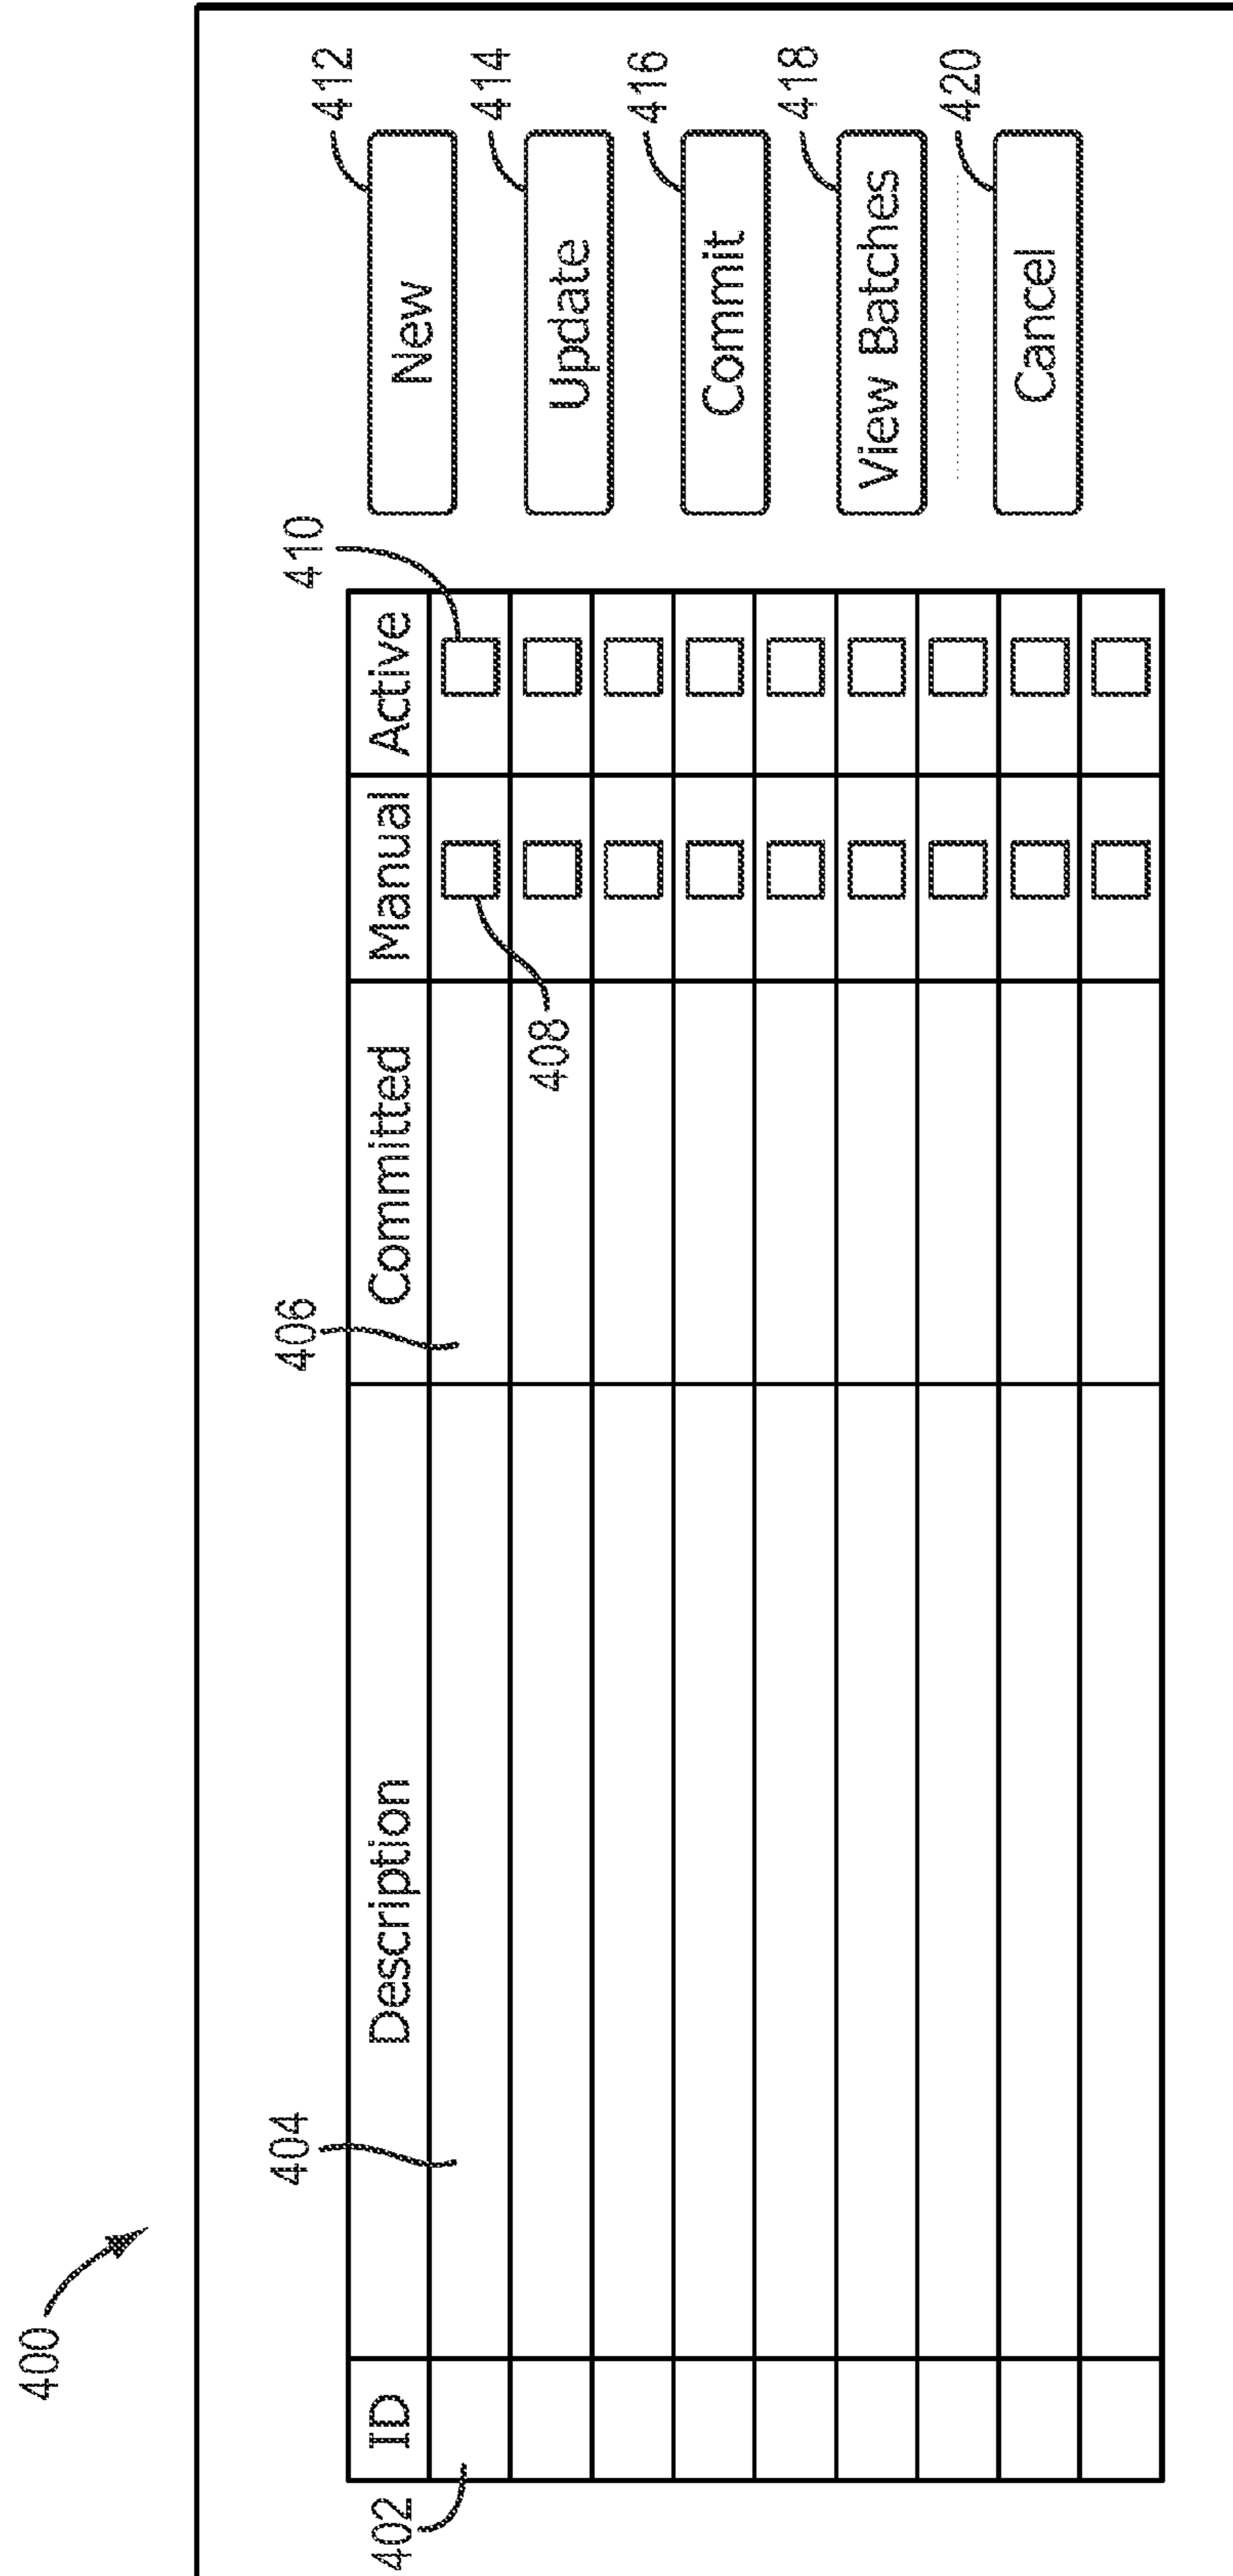 400
402
404
406
408
410
ID Description Committed Manual Active
New
412
Update
414
Commit
416
View Batches
418
Cancel
420